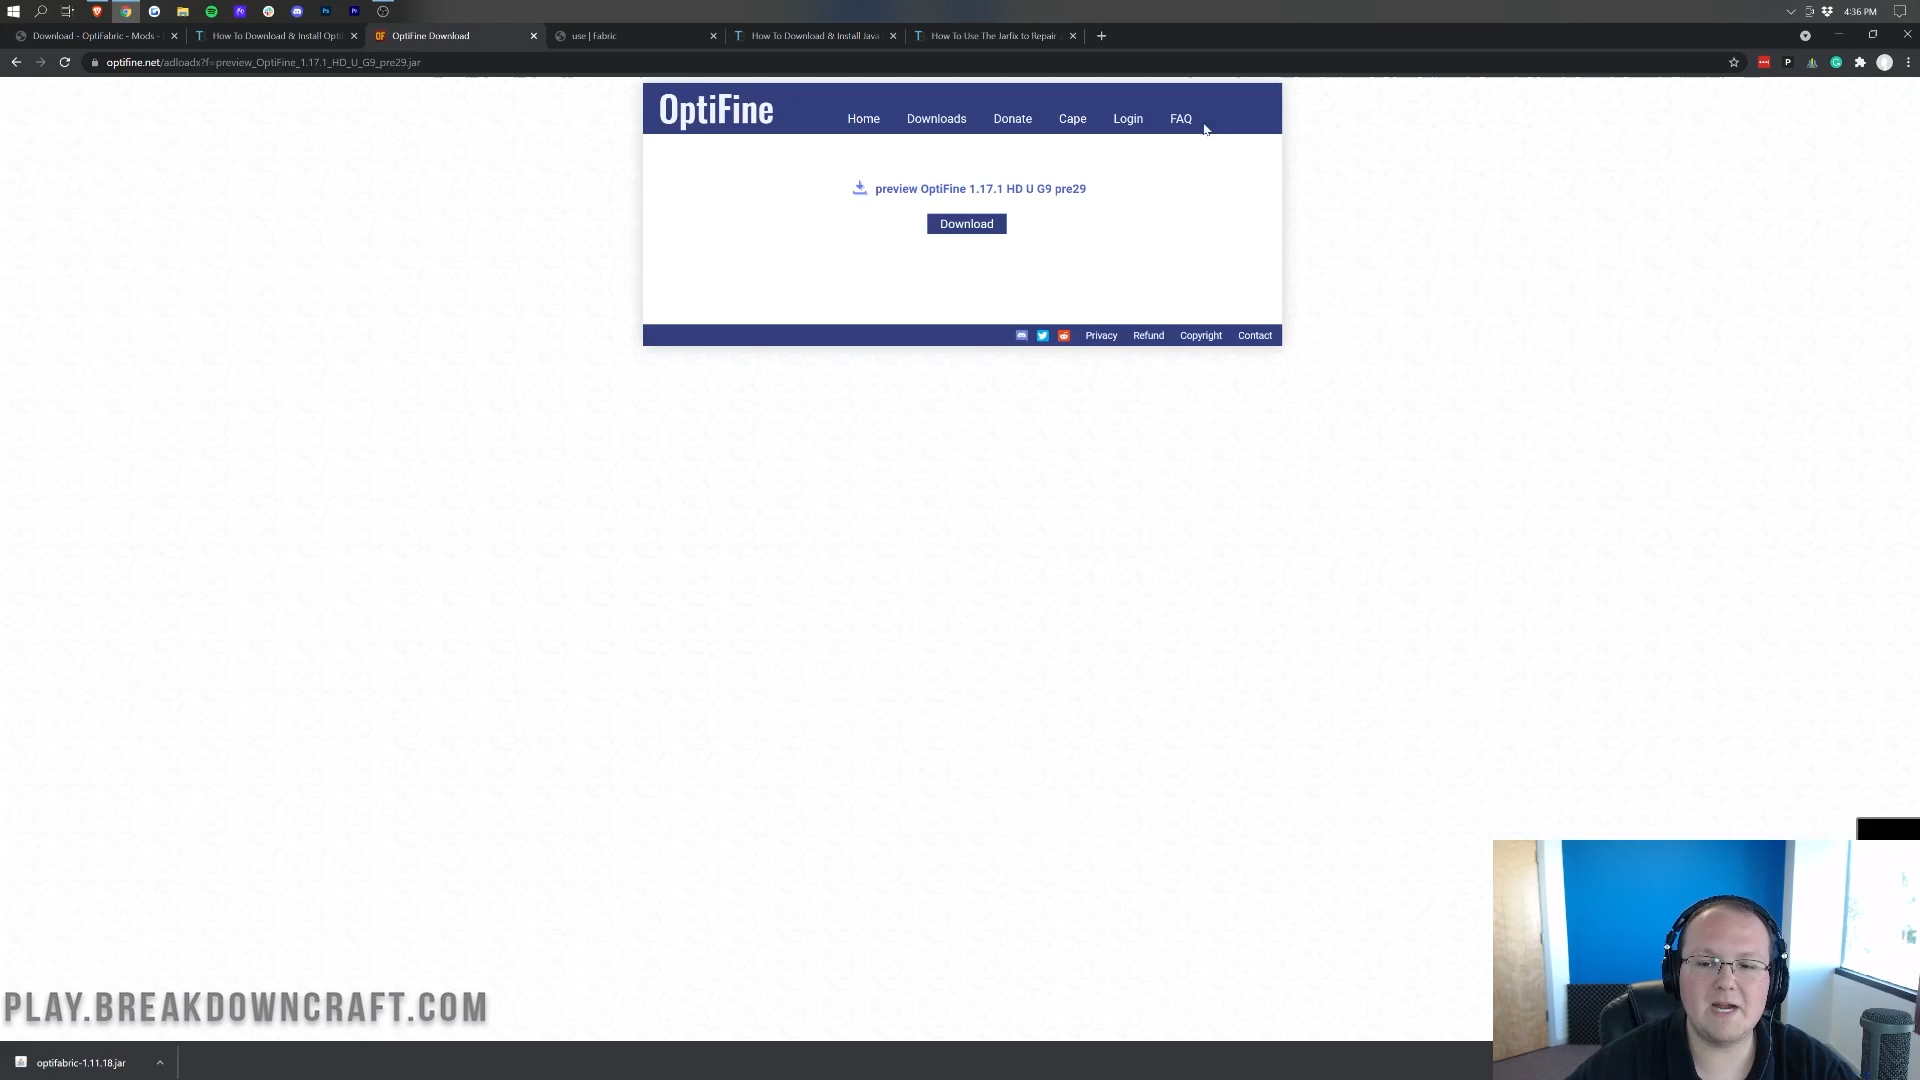 4:36 PM
Download - OptiFabric - Mods -
How To Download & Install Opti
OptiFine Download
use | Fabric
How To Download & Install Java
How To Use The Jarfix to Repair
optifine.net/adloadx?f=preview_OptiFine_1.17.1_HD_U_G9_pre29.jar
OptiFine
Home Downloads Donate Cape Login FAQ
preview OptiFine 1.17.1 HD U G9 pre29
Download
Privacy Refund Copyright Contact
PLAY.BREAKDOWNCRAFT.COM
optifabric-1.11.18.jar